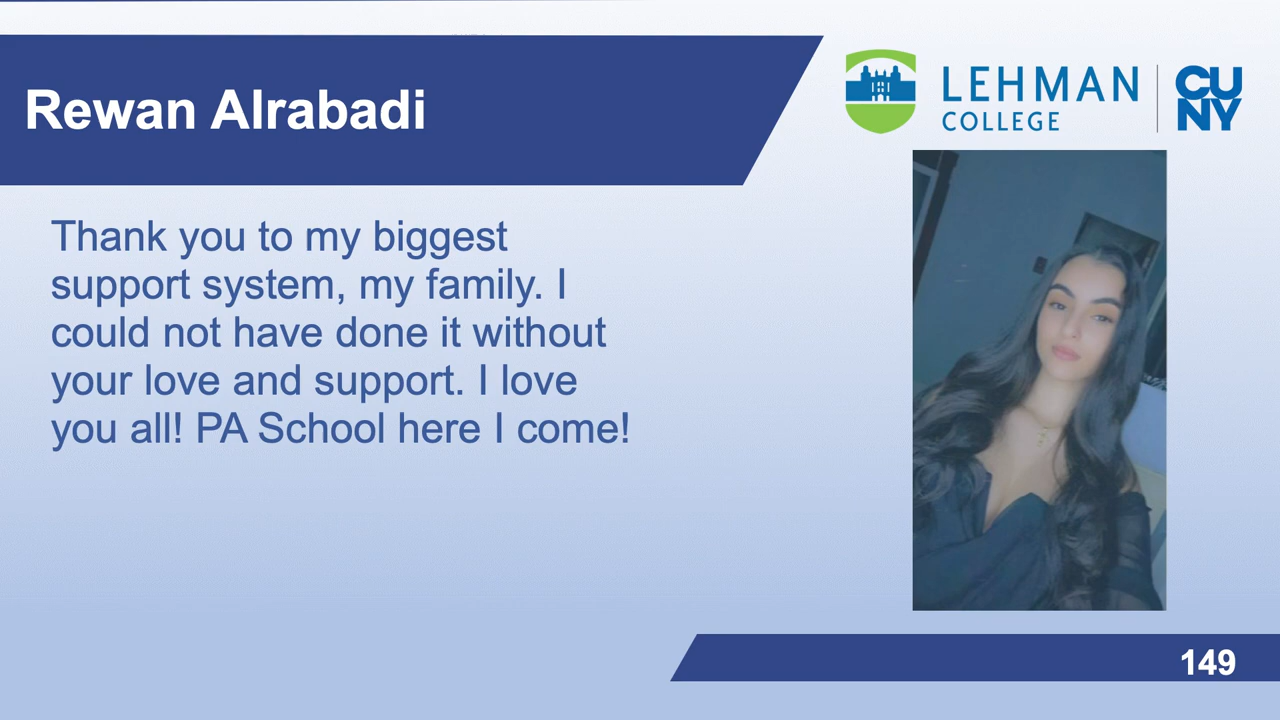 Rewan Alrabadi
LEHMAN
COLLEGE
CU
NY
Thank you to my biggest
support system, my family. I
could not have done it without
your love and support. I love
you all! PA School here I come!
149